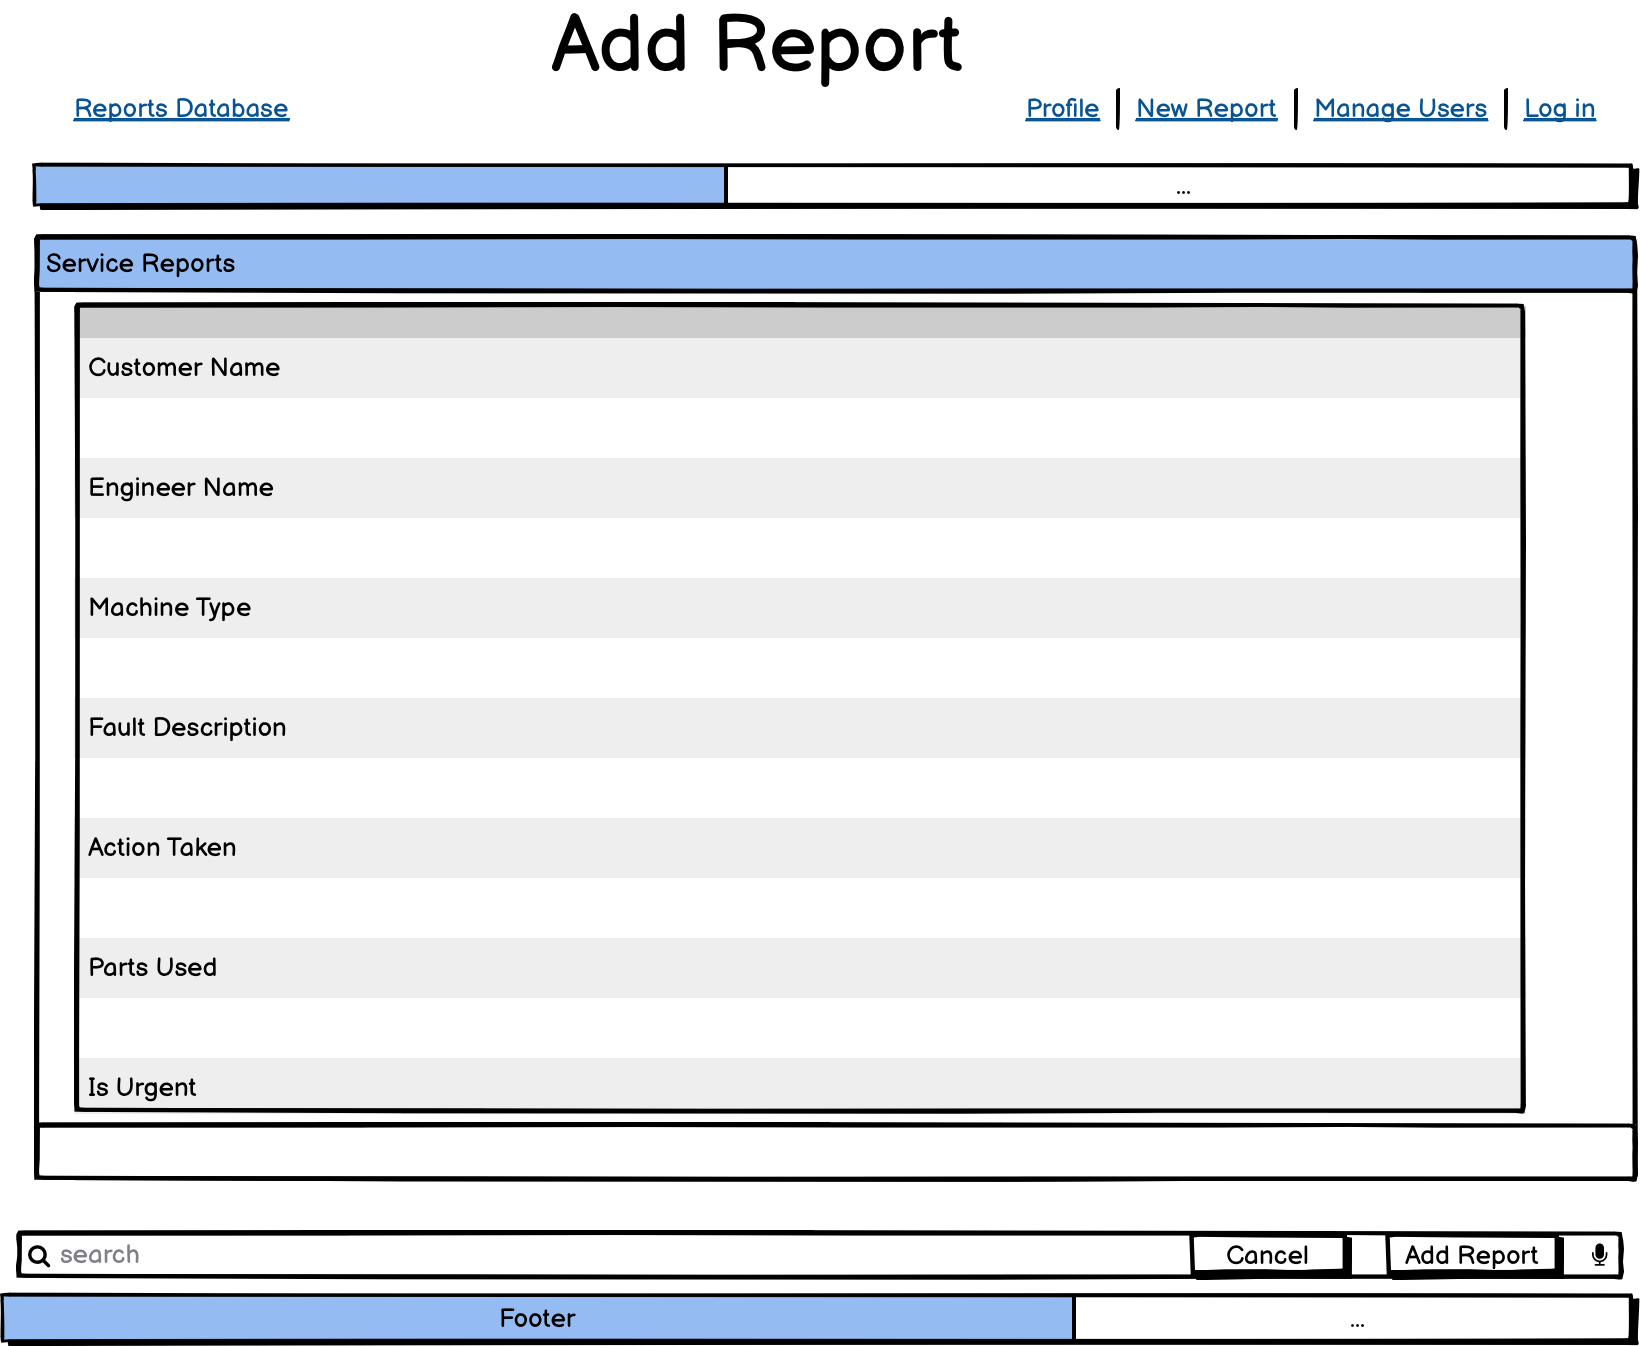 Add Report
Reports Database
Profile | New Report | Manage Users | Log in
...
Service Reports
Customer Name
Engineer Name
Machine Type
Fault Description
Action Taken
Parts Used
Is Urgent
search Cancel Add Report
Footer ...